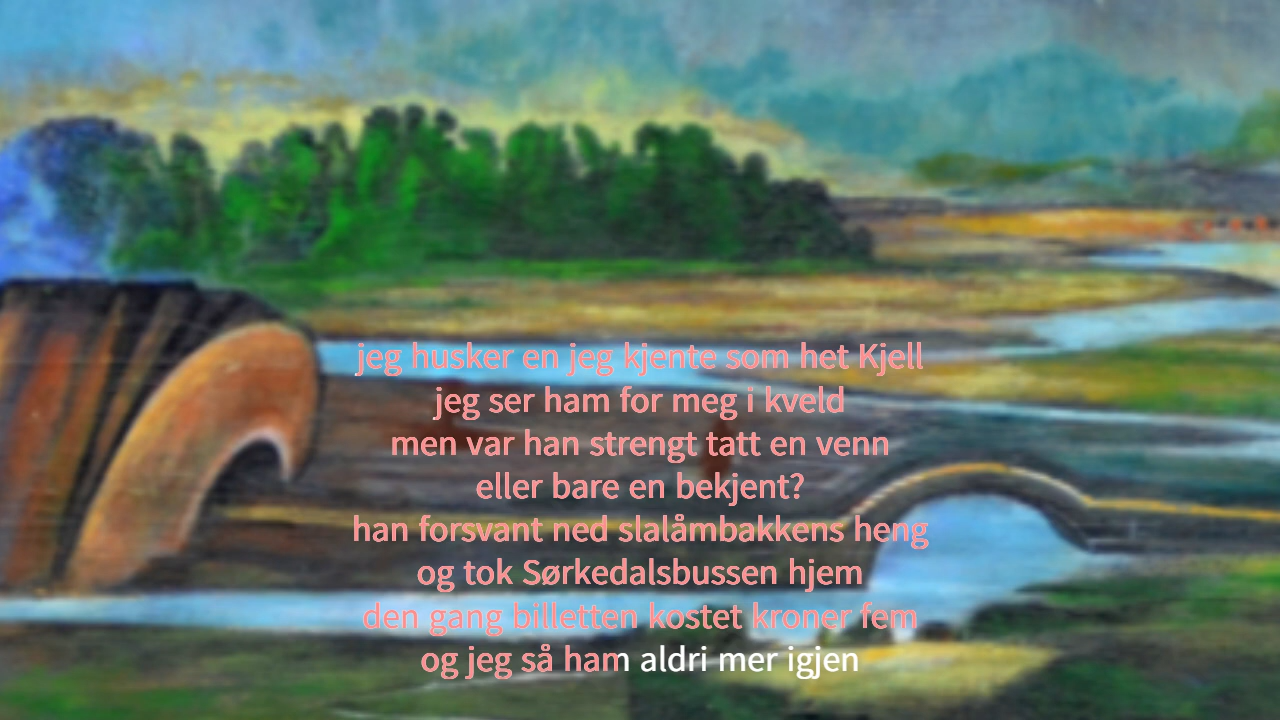 jeg husker en jeg kjente som het Kjell
jeg ser ham for meg i kveld
men var han strengt tatt en venn
eller bare en bekjent?
han forsvant ned slalåmbakkens heng
og tok Sørkedalsbussen hjem
den gang billetten kostet kroner fem
og jeg så ham aldri mer igjen